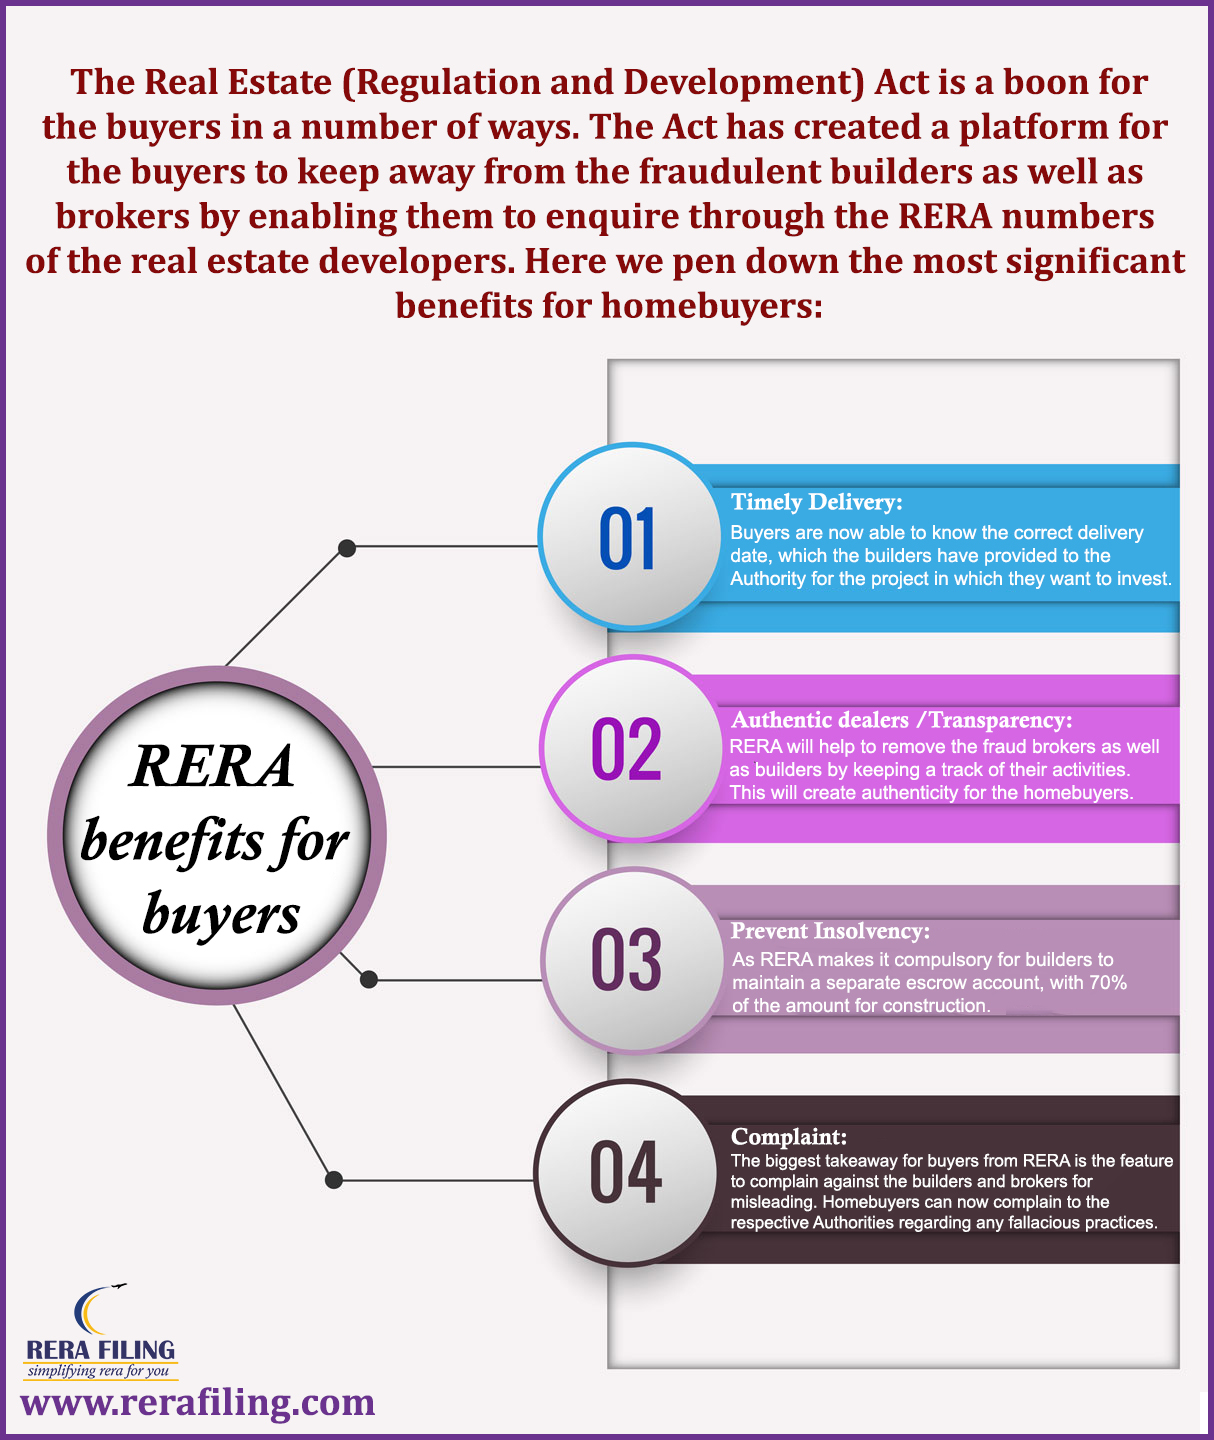 The Real Estate (Regulation and Development) Act is a boon for
the buyers in a number of ways. The Act has created a platform for
the buyers to keep away from the fraudulent builders as well as
brokers by enabling them to enquire through the RERA numbers
of the real estate developers. Here we pen down the most significant
benefits for homebuyers:
RERA
benefits for
buyers
01
Timely Delivery:
Buyers are now able to know the correct delivery
date, which the builders have provided to the
Authority for the project in which they want to invest.
02
Authentic dealers /Transparency:
RERA will help to remove the fraud brokers as well
as builders by keeping a track of their activities.
This will create authenticity for the homebuyers.
03
Prevent Insolvency:
As RERA makes it compulsory for builders to
maintain a separate escrow account, with 70%
of the amount for construction.
04
Complaint:
The biggest takeaway for buyers from RERA is the feature
to complain against the builders and brokers for
misleading. Homebuyers can now complain to the
respective Authorities regarding any fallacious practices.
RERA FILING
simplifying rera for you
www.rerafiling.com